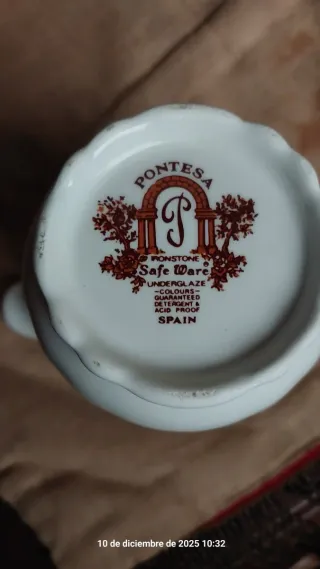 PONTESA
P
IRONSTONE
Safe Ware®
UNDERGLAZE
-COLOURS-
GUARANTEED
DETERGENT &
ACID PROOF
SPAIN
10 de diciembre de 2025 10:32